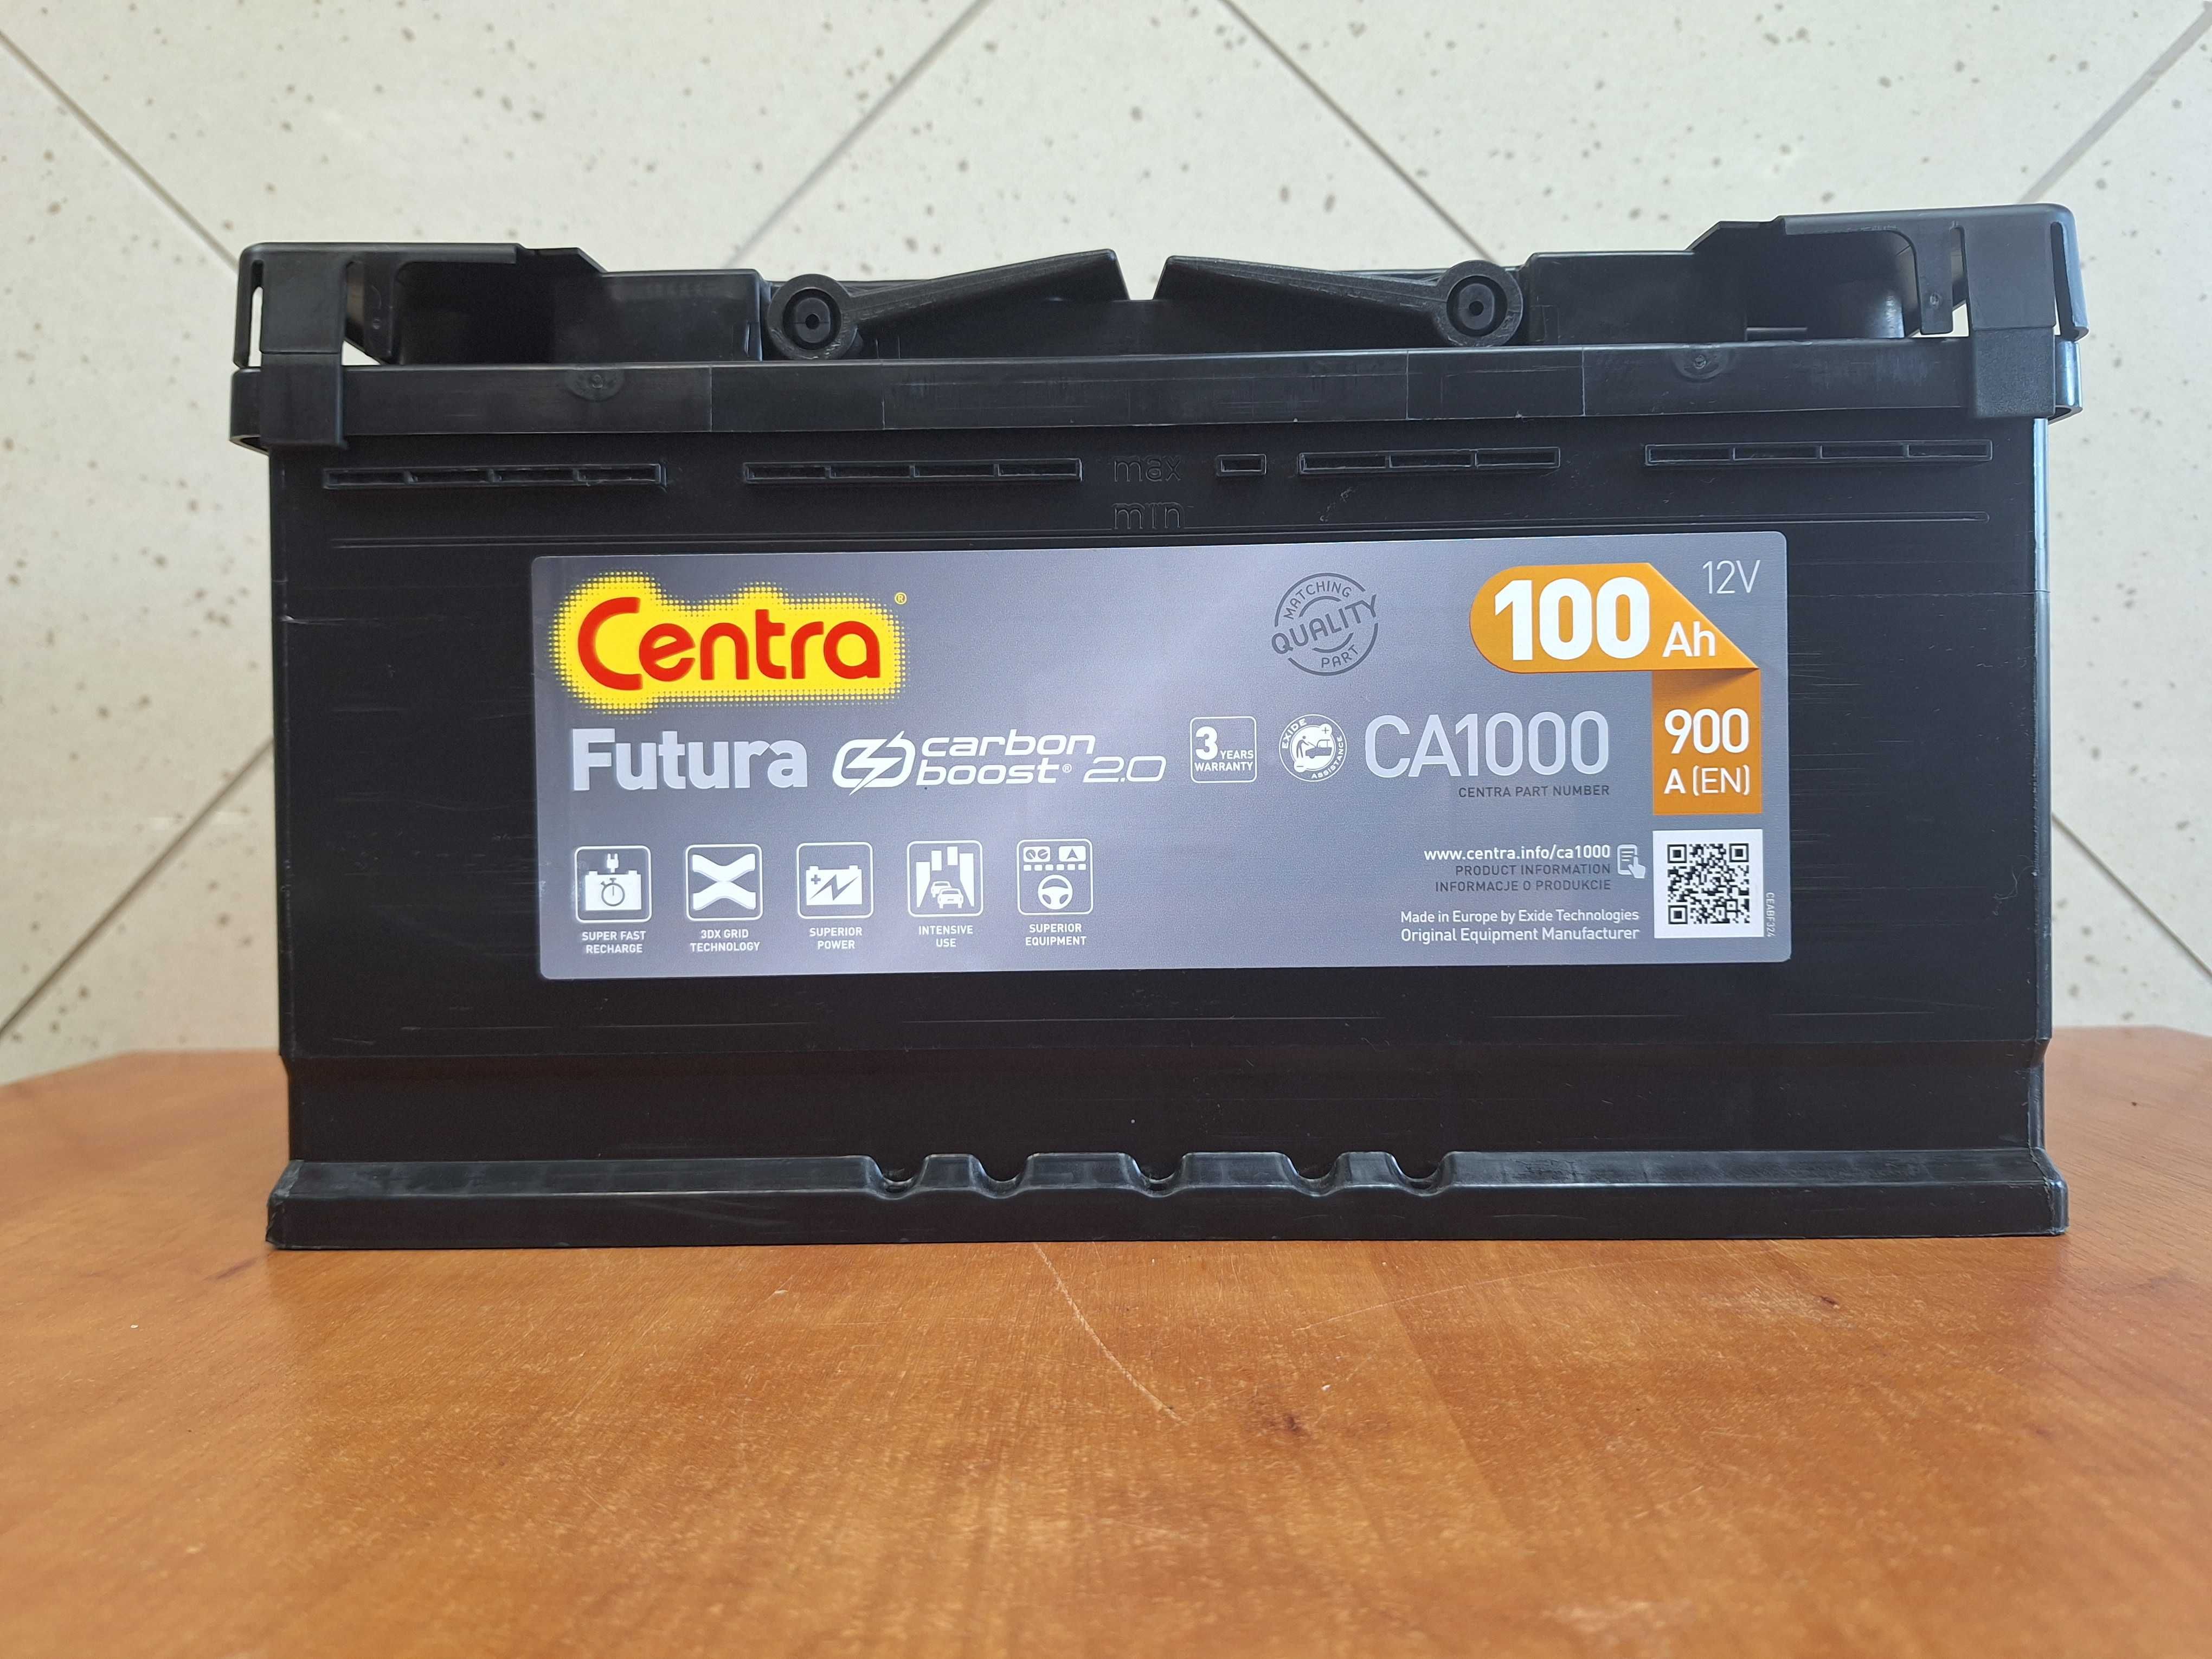 max
min
Centra®
MATCHING
QUALITY
PART
100 Ah
12V
Futura
carbon
boost® 2.0
3 YEARS
WARRANTY
EXIDE
ASSISTANCE
CA1000
CENTRA PART NUMBER
900
A (EN)
SUPER FAST
RECHARGE
3DX GRID
TECHNOLOGY
SUPERIOR
POWER
INTENSIVE
USE
SUPERIOR
EQUIPMENT
www.centra.info/ca1000
PRODUCT INFORMATION
INFORMACJE O PRODUKCIE
Made in Europe by Exide Technologies
Original Equipment Manufacturer
CEABF324